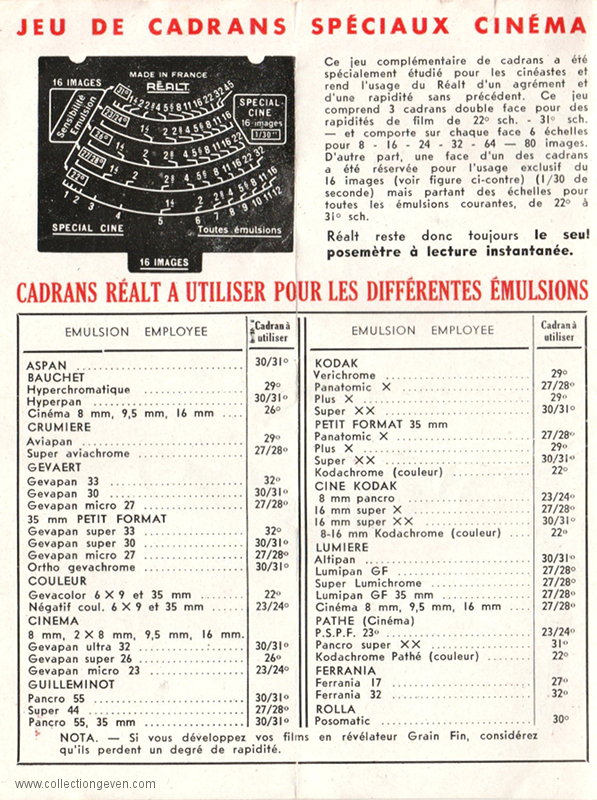 JEU DE CADRANS SPÉCIAUX CINÉMA
16 IMAGES
MADE IN FRANCE
RÉALT
Sensibilité
Emulsion
SPECIAL
CINE
16 images
1/30"
31°
23/24°
26°
27/28°
22°
2 3 4 5 6 7 8 9 10 11 12
SPECIAL CINE
Toutes émulsions
16 IMAGES
Ce jeu complémentaire de cadrans a été
spécialement étudié pour les cinéastes et
rend l'usage du Réalt d'un agrément et
d'une rapidité sans précédent. Ce jeu
comprend 3 cadrans double face pour des
rapidités de film de 22° sch. - 31° sch.
— et comporte sur chaque face 6 échelles
pour 8 - 16 - 24 - 32 - 64 — 80 images.
D'autre part, une face d'un des cadrans
a été réservée pour l'usage exclusif du
16 images (voir figure ci-contre) (1/30 de
seconde) mais partant des échelles pour
toutes les émulsions courantes, de 22° à
31° sch.
Réalt reste donc toujours le seul
posemètre à lecture instantanée.
CADRANS RÉALT A UTILISER POUR LES DIFFÉRENTES ÉMULSIONS
EMULSION EMPLOYEE Cadran à utiliser
ASPAN 30/31°
BAUCHET
Hyperchromatique 29°
Hyperpan 30/31°
Cinéma 8 mm, 9,5 mm, 16 mm 26°
CRUMIERE
Aviapan 29°
Super aviachrome 27/28°
GEVAERT
Gevapan 33 32°
Gevapan 30 30/31°
Gevapan micro 27 27/28°
35 mm PETIT FORMAT
Gevapan super 33 32°
Gevapan super 30 30/31°
Gevapan micro 27 27/28°
Ortho gevachrome 30/31°
COULEUR
Gevacolor 6 × 9 et 35 mm 22°
Négatif coul. 6 × 9 et 35 mm 23/24°
CINEMA
8 mm, 2 × 8 mm, 9,5 mm, 16 mm.
Gevapan ultra 32 30/31°
Gevapan super 26 26°
Gevapan micro 23 23/24°
GUILLEMINOT
Pancro 55 30/31°
Super 44 27/28°
Pancro 55, 35 mm 30/31°
EMULSION EMPLOYEE Cadran à utiliser
KODAK
Verichrome 29°
Panatomic × 27/28°
Plus × 29°
Super ×× 30/31°
PETIT FORMAT 35 mm
Panatomic × 27/28°
Plus × 29°
Super ×× 30/31°
Kodachrome (couleur) 22°
CINE KODAK
8 mm pancro 23/24°
16 mm super × 27/28°
16 mm super ×× 30/31°
8-16 mm Kodachrome (couleur) 22°
LUMIERE
Altipan 30/31°
Lumipan GF 27/28°
Super Lumichrome 27/28°
Lumipan GF 35 mm 27/28°
Cinéma 8 mm, 9,5 mm, 16 mm 27/28°
PATHE (Cinéma)
P.S.P.F. 23° 23/24°
Pancro super ×× 31°
Kodachrome Pathé (couleur) 22°
FERRANIA
Ferrania 17 27°
Ferrania 32 32°
ROLLA
Posomatic 30°
NOTA. — Si vous développez vos films en révélateur Grain Fin, considérez
qu'ils perdent un degré de rapidité.
www.collectiongeven.com